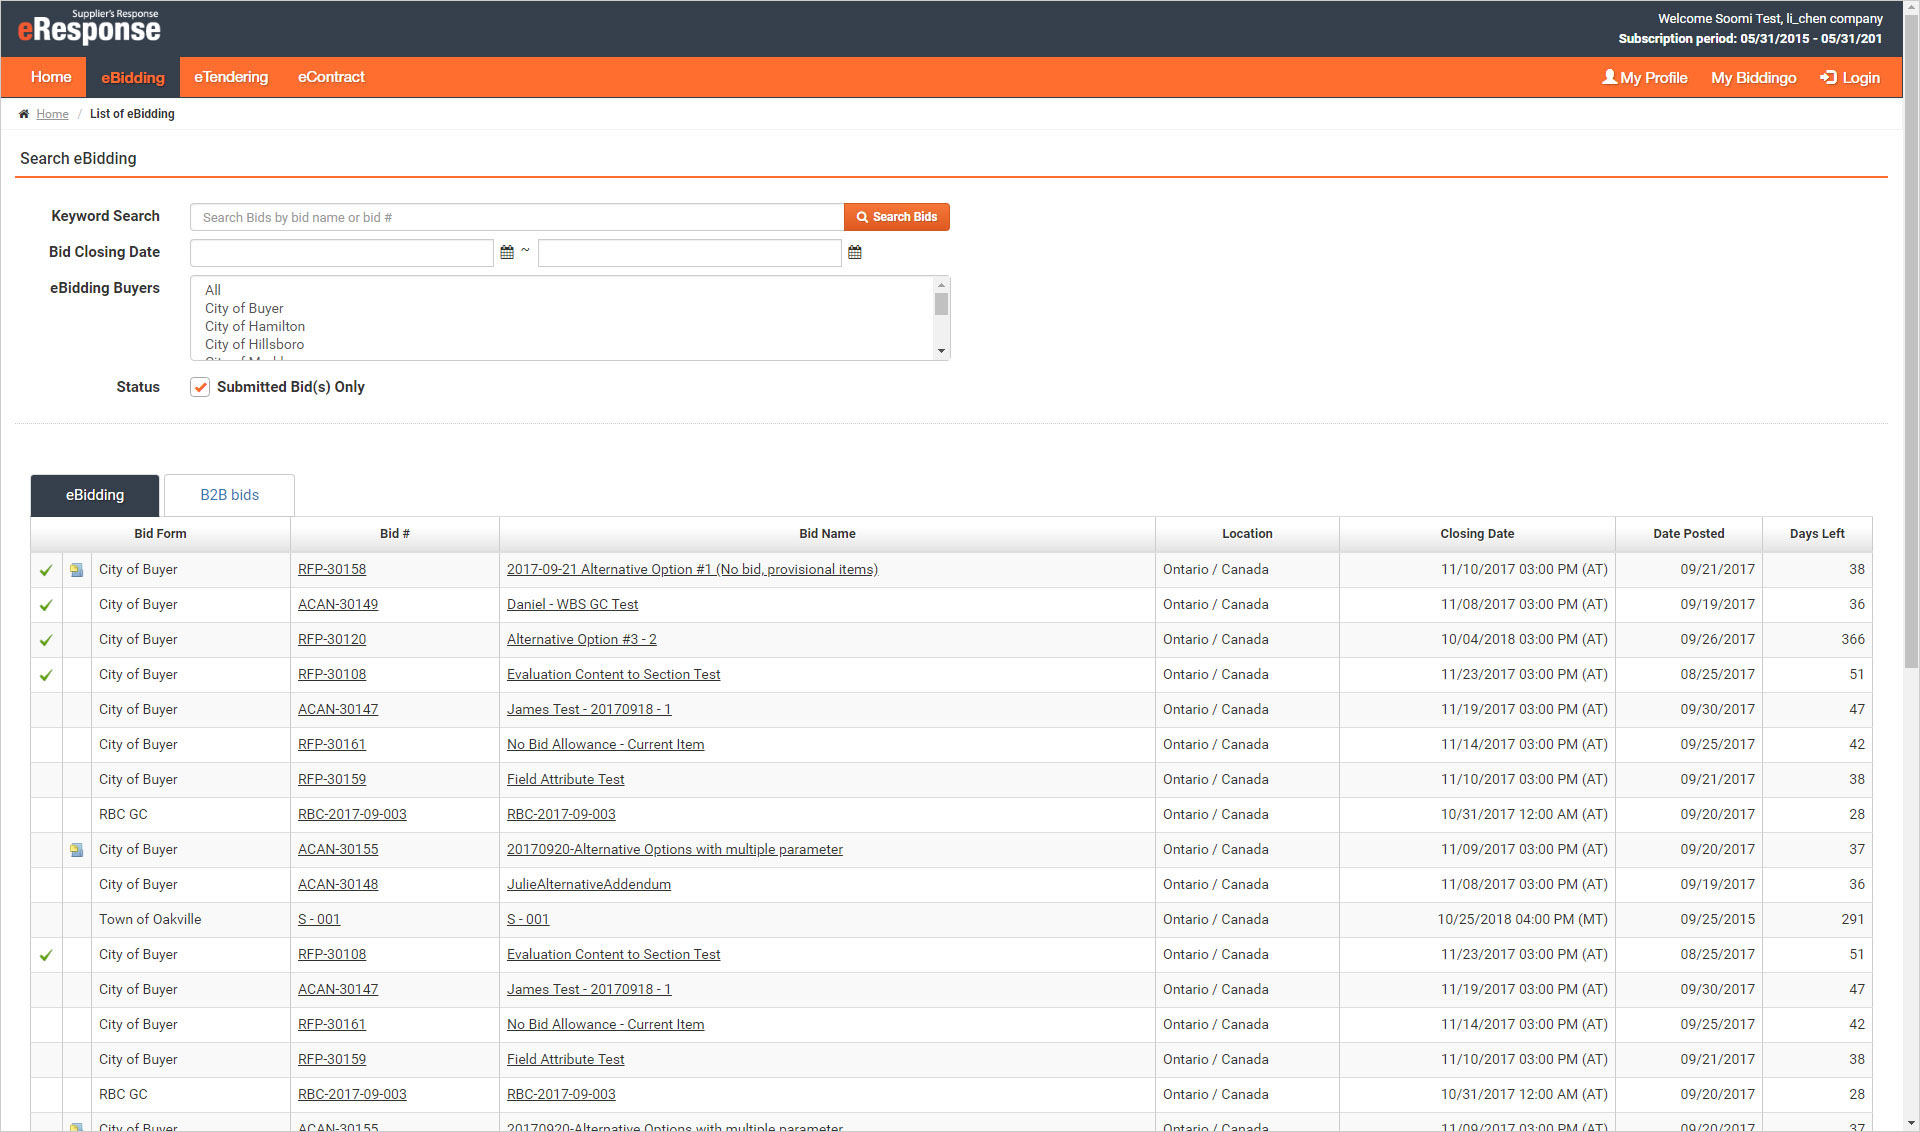 Supplier's Response
eResponse
Welcome Soomi Test, li_chen company
Subscription period: 05/31/2015 - 05/31/201
Home eBidding eTendering eContract My Profile My Biddingo Login
Home / List of eBidding
Search eBidding
Keyword Search Search Bids by bid name or bid # Search Bids
Bid Closing Date ~
eBidding Buyers
All
City of Buyer
City of Hamilton
City of Hillsboro
Status Submitted Bid(s) Only
eBidding B2B bids
Bid Form Bid # Bid Name Location Closing Date Date Posted Days Left
City of Buyer RFP-30158 2017-09-21 Alternative Option #1 (No bid, provisional items) Ontario / Canada 11/10/2017 03:00 PM (AT) 09/21/2017 38
City of Buyer ACAN-30149 Daniel - WBS GC Test Ontario / Canada 11/08/2017 03:00 PM (AT) 09/19/2017 36
City of Buyer RFP-30120 Alternative Option #3 - 2 Ontario / Canada 10/04/2018 03:00 PM (AT) 09/26/2017 366
City of Buyer RFP-30108 Evaluation Content to Section Test Ontario / Canada 11/23/2017 03:00 PM (AT) 08/25/2017 51
City of Buyer ACAN-30147 James Test - 20170918 - 1 Ontario / Canada 11/19/2017 03:00 PM (AT) 09/30/2017 47
City of Buyer RFP-30161 No Bid Allowance - Current Item Ontario / Canada 11/14/2017 03:00 PM (AT) 09/25/2017 42
City of Buyer RFP-30159 Field Attribute Test Ontario / Canada 11/10/2017 03:00 PM (AT) 09/21/2017 38
RBC GC RBC-2017-09-003 RBC-2017-09-003 Ontario / Canada 10/31/2017 12:00 AM (AT) 09/20/2017 28
City of Buyer ACAN-30155 20170920-Alternative Options with multiple parameter Ontario / Canada 11/09/2017 03:00 PM (AT) 09/20/2017 37
City of Buyer ACAN-30148 JulieAlternativeAddendum Ontario / Canada 11/08/2017 03:00 PM (AT) 09/19/2017 36
Town of Oakville S - 001 S - 001 Ontario / Canada 10/25/2018 04:00 PM (MT) 09/25/2015 291
City of Buyer RFP-30108 Evaluation Content to Section Test Ontario / Canada 11/23/2017 03:00 PM (AT) 08/25/2017 51
City of Buyer ACAN-30147 James Test - 20170918 - 1 Ontario / Canada 11/19/2017 03:00 PM (AT) 09/30/2017 47
City of Buyer RFP-30161 No Bid Allowance - Current Item Ontario / Canada 11/14/2017 03:00 PM (AT) 09/25/2017 42
City of Buyer RFP-30159 Field Attribute Test Ontario / Canada 11/10/2017 03:00 PM (AT) 09/21/2017 38
RBC GC RBC-2017-09-003 RBC-2017-09-003 Ontario / Canada 10/31/2017 12:00 AM (AT) 09/20/2017 28
City of Buyer ACAN-30155 20170920-Alternative Options with multiple parameter Ontario / Canada 11/09/2017 03:00 PM (AT) 09/20/2017 37